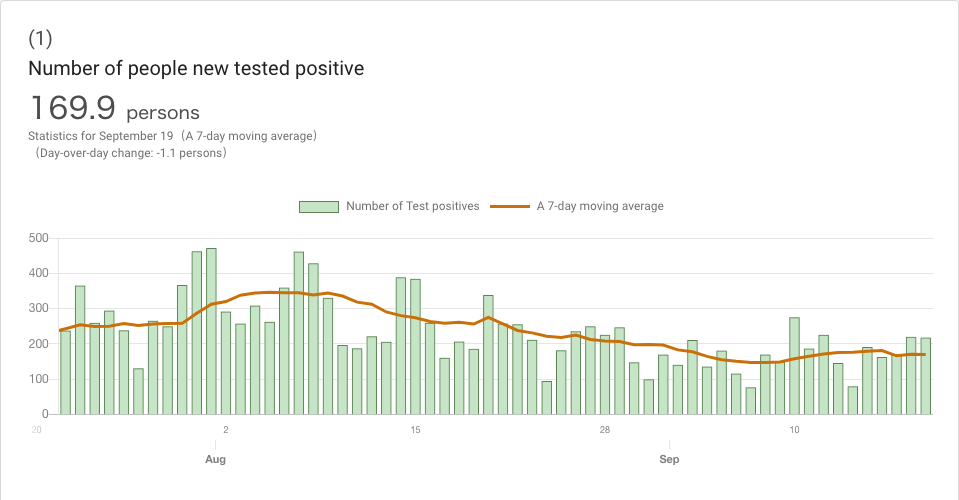 (1)
Number of people new tested positive
169.9 persons
Statistics for September 19（A 7-day moving average）
（Day-over-day change: -1.1 persons）
Number of Test positives A 7-day moving average
500
400
300
200
100
0
20 2 15 28 10
Aug Sep